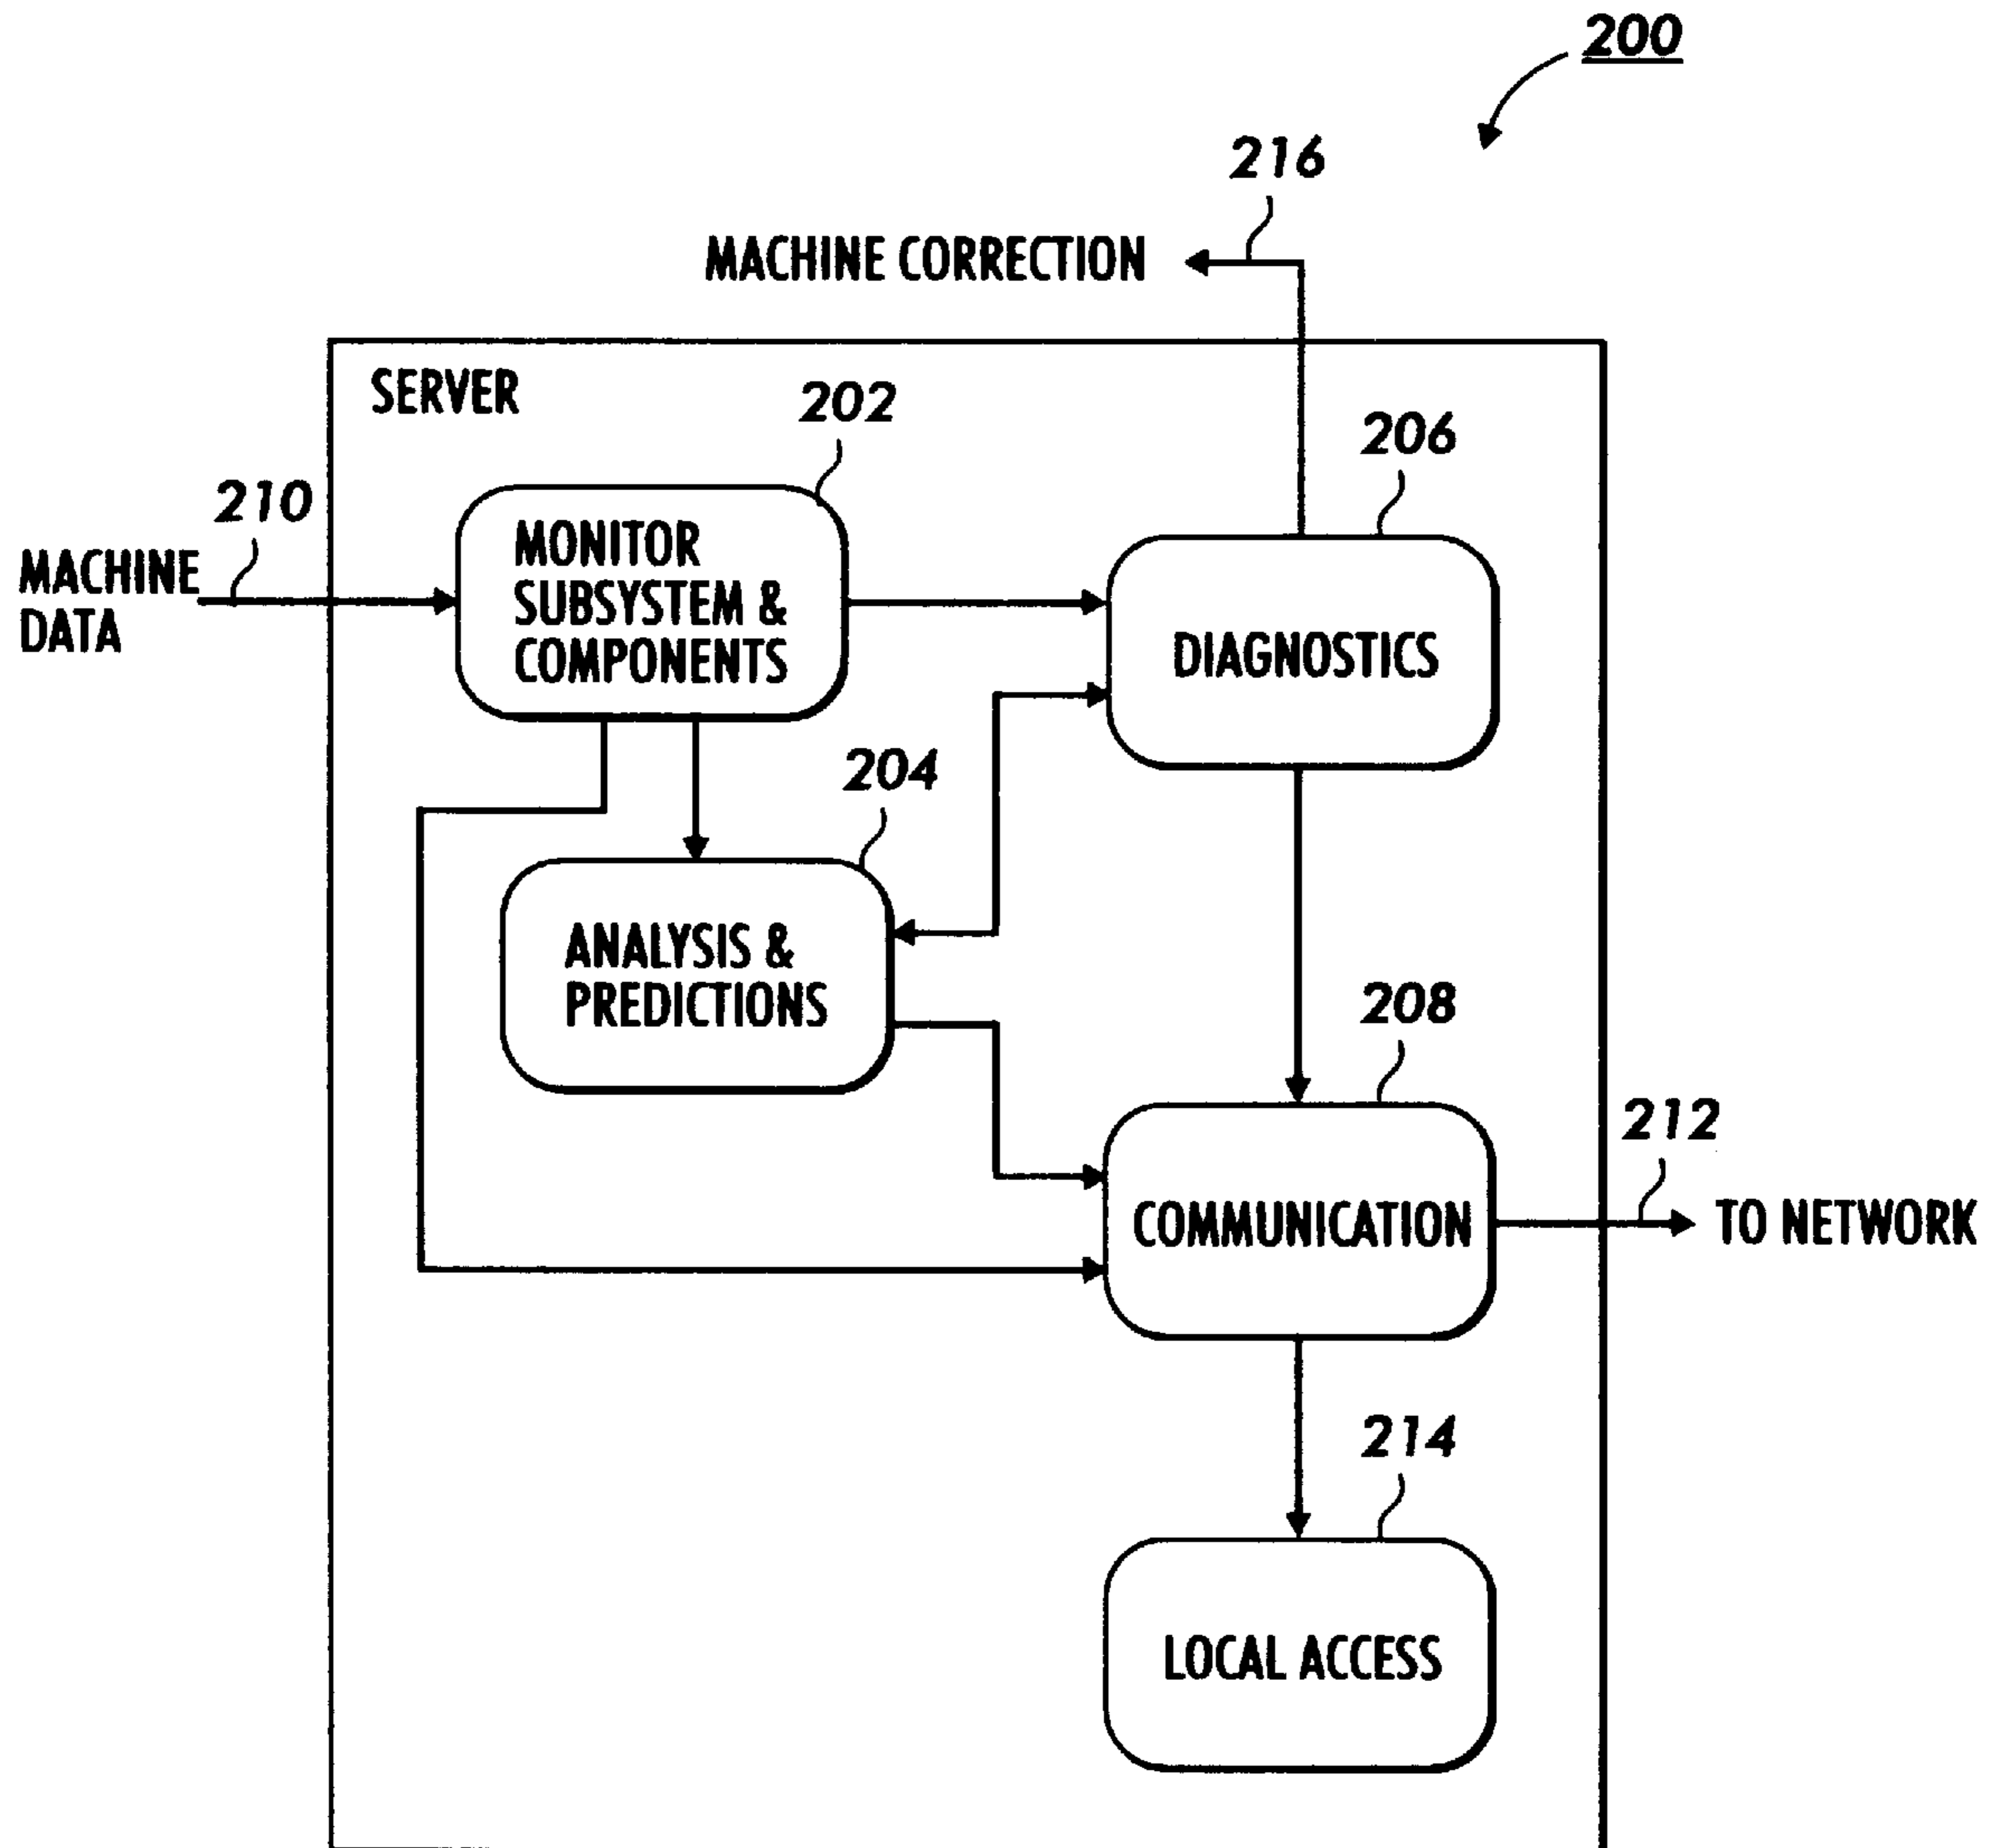 200
216
MACHINE CORRECTION
SERVER
202
206
210
MACHINE
DATA
MONITOR
SUBSYSTEM &
COMPONENTS
DIAGNOSTICS
204
ANALYSIS &
PREDICTIONS
208
212
COMMUNICATION
TO NETWORK
214
LOCAL ACCESS